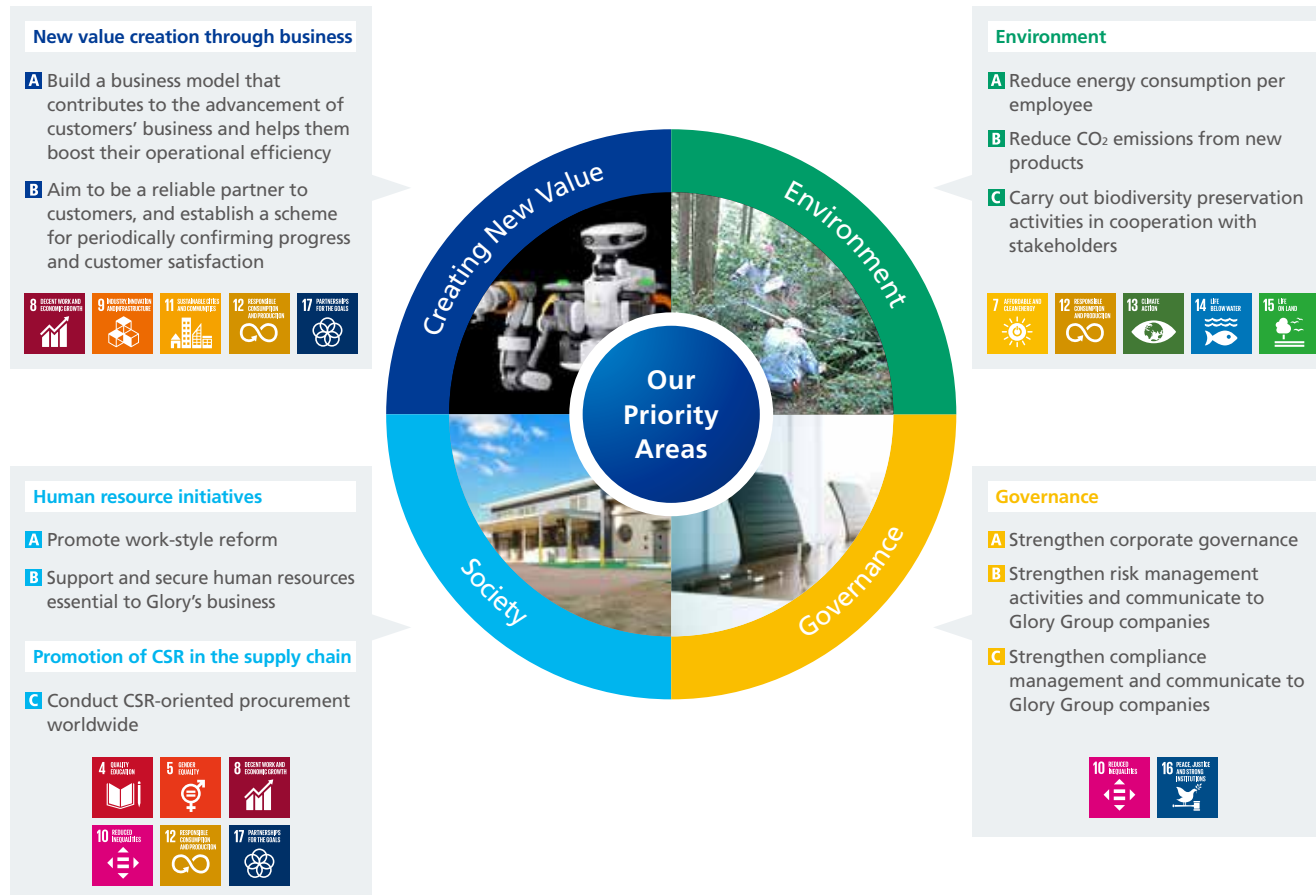 New value creation through business
A Build a business model that
contributes to the advancement of
customers' business and helps them
boost their operational efficiency
B Aim to be a reliable partner to
customers, and establish a scheme
for periodically confirming progress
and customer satisfaction
8 DECENT WORK AND
ECONOMIC GROWTH
9 INDUSTRY, INNOVATION
AND INFRASTRUCTURE
11 SUSTAINABLE CITIES
AND COMMUNITIES
12 RESPONSIBLE
CONSUMPTION
AND PRODUCTION
17 PARTNERSHIPS
FOR THE GOALS
Environment
A Reduce energy consumption per
employee
B Reduce CO₂ emissions from new
products
C Carry out biodiversity preservation
activities in cooperation with
stakeholders
7 AFFORDABLE AND
CLEAN ENERGY
12 RESPONSIBLE
CONSUMPTION
AND PRODUCTION
13 CLIMATE
ACTION
14 LIFE
BELOW WATER
15 LIFE
ON LAND
Creating New Value
Environment
Our
Priority
Areas
Society
Governance
Human resource initiatives
A Promote work-style reform
B Support and secure human resources
essential to Glory's business
Promotion of CSR in the supply chain
C Conduct CSR-oriented procurement
worldwide
4 QUALITY
EDUCATION
5 GENDER
EQUALITY
8 DECENT WORK AND
ECONOMIC GROWTH
10 REDUCED
INEQUALITIES
12 RESPONSIBLE
CONSUMPTION
AND PRODUCTION
17 PARTNERSHIPS
FOR THE GOALS
Governance
A Strengthen corporate governance
B Strengthen risk management
activities and communicate to
Glory Group companies
C Strengthen compliance
management and communicate to
Glory Group companies
10 REDUCED
INEQUALITIES
16 PEACE, JUSTICE
AND STRONG
INSTITUTIONS